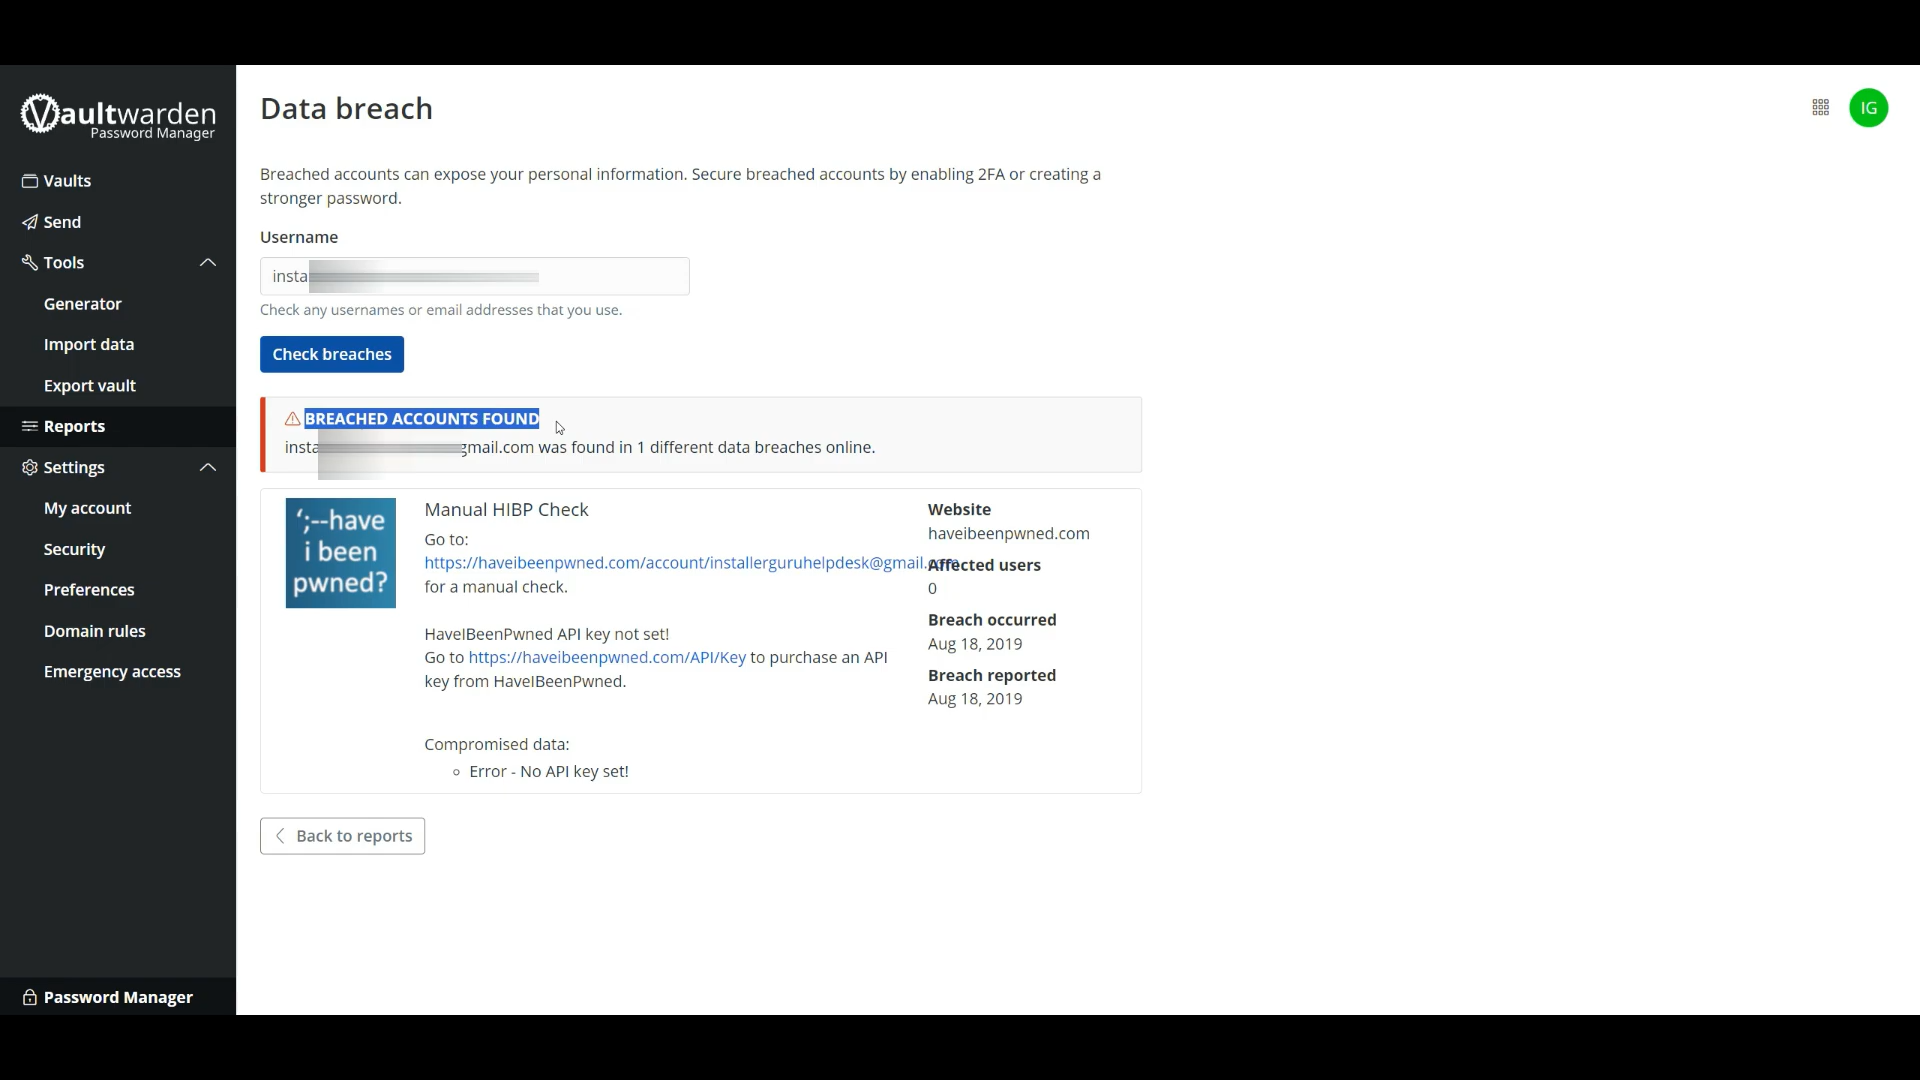 Vaultwarden
Password Manager
Vaults
Send
Tools
Generator
Import data
Export vault
Reports
Settings
My account
Security
Preferences
Domain rules
Emergency access
Password Manager
Data breach
IG
Breached accounts can expose your personal information. Secure breached accounts by enabling 2FA or creating a
stronger password.
Username
insta
Check any usernames or email addresses that you use.
Check breaches
BREACHED ACCOUNTS FOUND
insta gmail.com was found in 1 different data breaches online.
';--have
i been
pwned?
Manual HIBP Check
Go to:
https://haveibeenpwned.com/account/installerguruhelpdesk@gmail.com
for a manual check.
HaveIBeenPwned API key not set!
Go to https://haveibeenpwned.com/API/Key to purchase an API
key from HaveIBeenPwned.
Compromised data:
Error - No API key set!
Website
haveibeenpwned.com
Affected users
0
Breach occurred
Aug 18, 2019
Breach reported
Aug 18, 2019
Back to reports